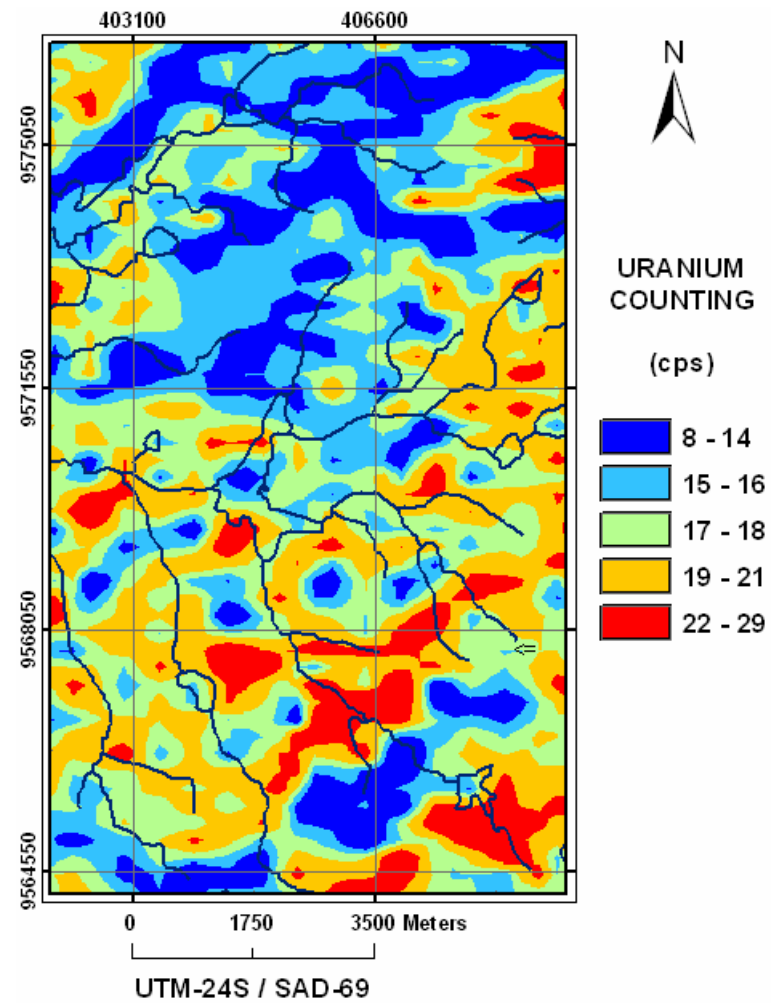 403100 406600
N
9575050
9571550
9568050
9564550
URANIUM
COUNTING
(cps)
8 - 14
15 - 16
17 - 18
19 - 21
22 - 29
<=
0 1750 3500 Meters
UTM-24S / SAD-69